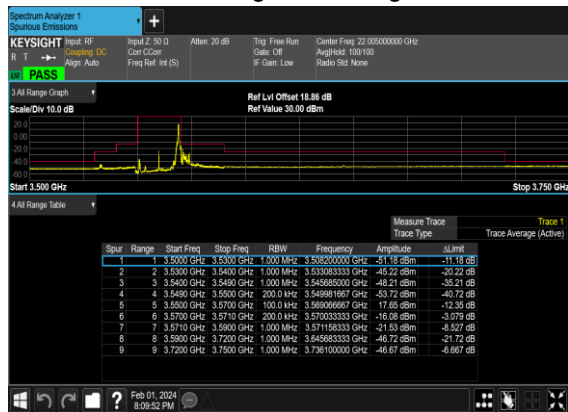 Spectrum Analyzer 1
Spurious Emissions
KEYSIGHT Input: RF Input Z: 50 Ω Atten: 20 dB Trig: Free Run Center Freq: 22.005000000 GHz
R T Coupling: DC Corr CCorr Gate: Off Avg|Hold: 100/100
Align: Auto Freq Ref: Int (S) IF Gain: Low Radio Std: None
PASS
3 All Range Graph
Ref Lvl Offset 18.86 dB
Scale/Div 10.0 dB Ref Value 30.00 dBm
20.0
0.00
-20.0
-40.0
Start 3.500 GHz Stop 3.750 GHz
4 All Range Table
Measure Trace Trace 1
Trace Type Trace Average (Active)
Spur Range Start Freq Stop Freq RBW Frequency Amplitude ΔLimit
1 1 3.5000 GHz 3.5300 GHz 1.000 MHz 3.508200000 GHz -51.18 dBm -11.18 dB
2 2 3.5300 GHz 3.5400 GHz 1.000 MHz 3.533083333 GHz -45.22 dBm -20.22 dB
3 3 3.5400 GHz 3.5490 GHz 1.000 MHz 3.545685000 GHz -48.21 dBm -35.21 dB
4 4 3.5490 GHz 3.5500 GHz 200.0 kHz 3.549981667 GHz -53.72 dBm -40.72 dB
5 5 3.5500 GHz 3.5700 GHz 100.0 kHz 3.569066667 GHz 17.65 dBm -12.35 dB
6 6 3.5700 GHz 3.5710 GHz 200.0 kHz 3.570033333 GHz -16.08 dBm -3.079 dB
7 7 3.5710 GHz 3.5900 GHz 1.000 MHz 3.571158333 GHz -21.53 dBm -8.527 dB
8 8 3.5900 GHz 3.7200 GHz 1.000 MHz 3.645683333 GHz -46.72 dBm -21.72 dB
9 9 3.7200 GHz 3.7500 GHz 1.000 MHz 3.736100000 GHz -46.67 dBm -6.667 dB
Feb 01, 2024
8:09:52 PM